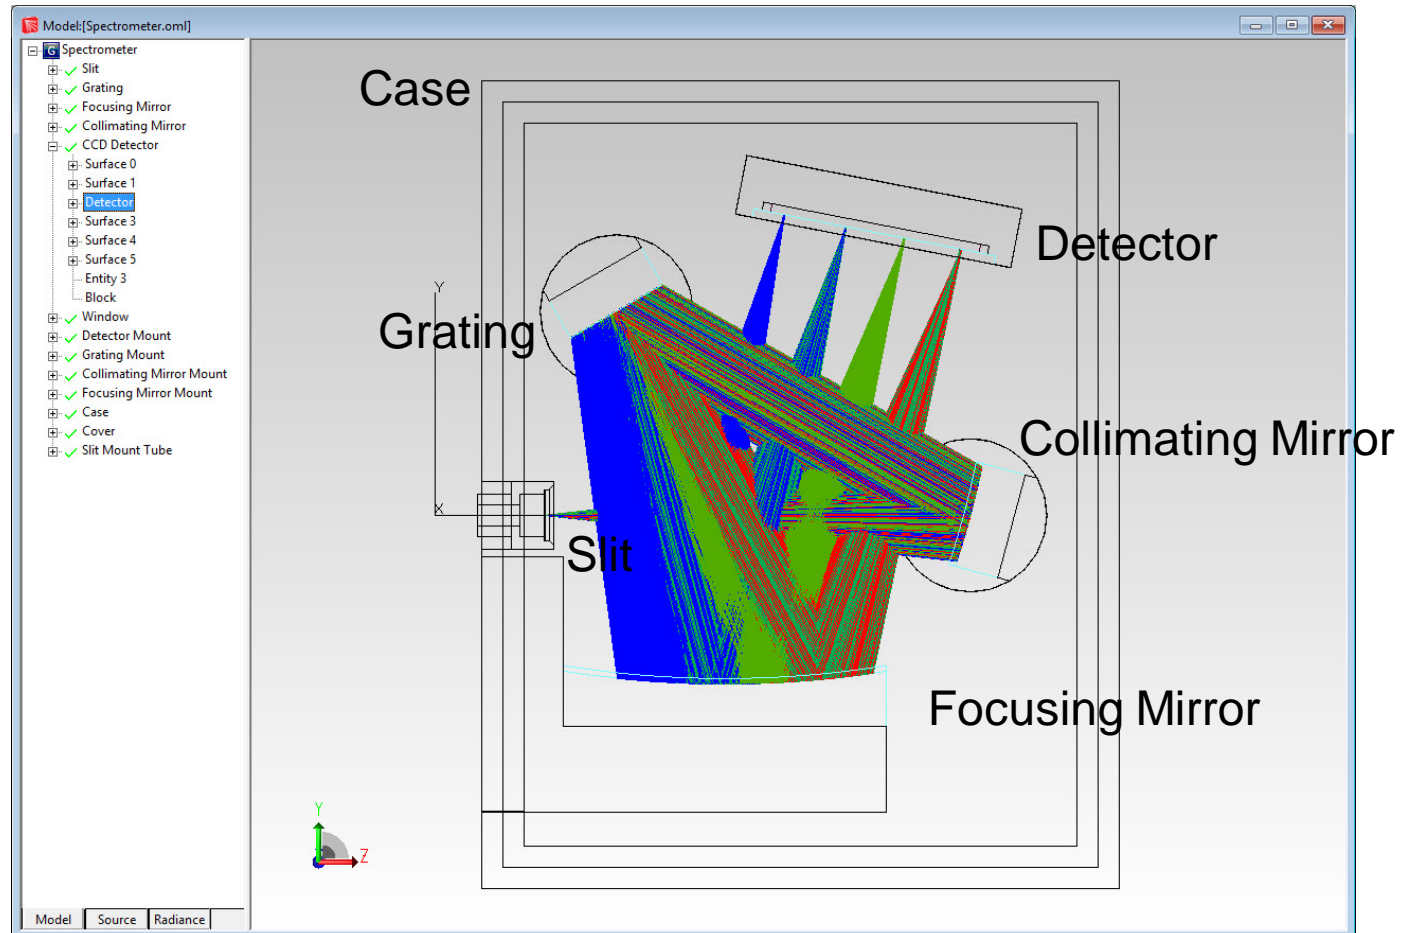 Model:[Spectrometer.oml]
G Spectrometer
Slit
Grating
Focusing Mirror
Collimating Mirror
CCD Detector
Surface 0
Surface 1
Detector
Surface 3
Surface 4
Surface 5
Entity 3
Block
Window
Detector Mount
Grating Mount
Collimating Mirror Mount
Focusing Mirror Mount
Case
Cover
Slit Mount Tube
Model Source Radiance
Case
Detector
Y
Grating
Collimating Mirror
X
Slit
Focusing Mirror
Y
Z